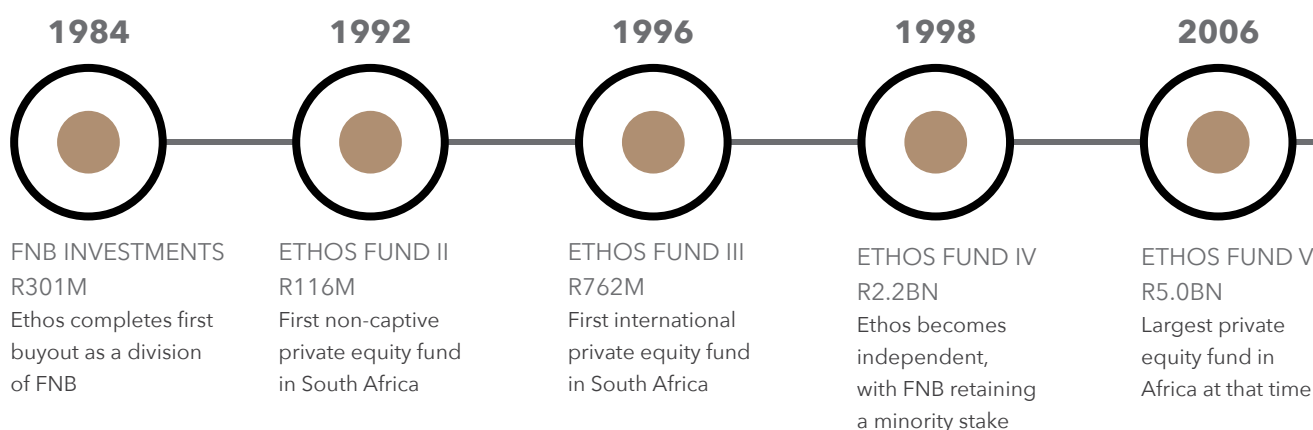 1984
FNB INVESTMENTS
R301M
Ethos completes first
buyout as a division
of FNB
1992
ETHOS FUND II
R116M
First non-captive
private equity fund
in South Africa
1996
ETHOS FUND III
R762M
First international
private equity fund
in South Africa
1998
ETHOS FUND IV
R2.2BN
Ethos becomes
independent,
with FNB retaining
a minority stake
2006
ETHOS FUND V
R5.0BN
Largest private
equity fund in
Africa at that time